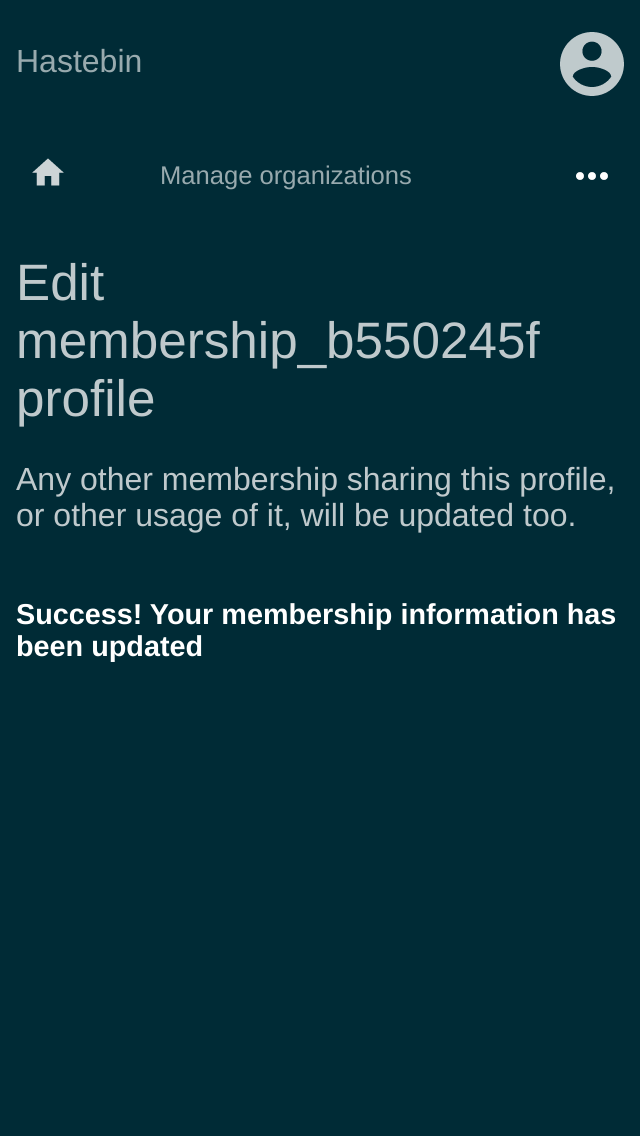 Hastebin
Manage organizations
Edit
membership_b550245f
profile
Any other membership sharing this profile,
or other usage of it, will be updated too.
Success! Your membership information has
been updated